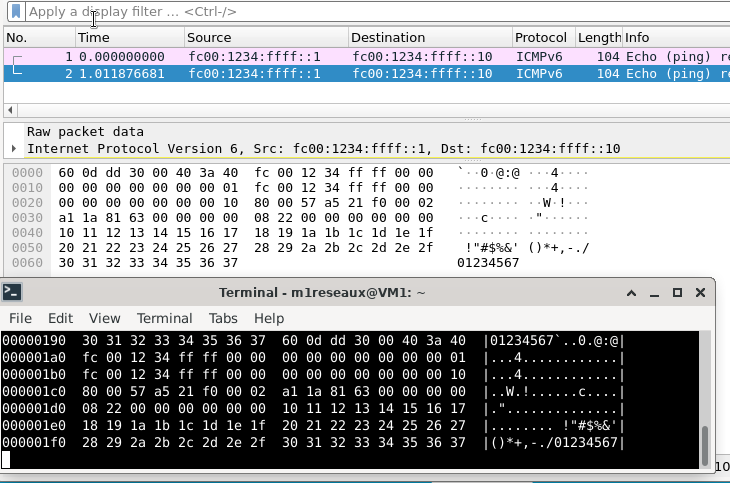 Apply a display filter ... <Ctrl-/>
No. Time Source Destination Protocol Length Info
1 0.000000000 fc00:1234:ffff::1 fc00:1234:ffff::10 ICMPv6 104 Echo (ping) re
2 1.011876681 fc00:1234:ffff::1 fc00:1234:ffff::10 ICMPv6 104 Echo (ping) re
Raw packet data
Internet Protocol Version 6, Src: fc00:1234:ffff::1, Dst: fc00:1234:ffff::10
0000 60 0d dd 30 00 40 3a 40 fc 00 12 34 ff ff 00 00 `··0·@:@ ···4····
0010 00 00 00 00 00 00 00 01 fc 00 12 34 ff ff 00 00 ········ ···4····
0020 00 00 00 00 00 00 00 10 80 00 57 a5 21 f0 00 02 ········ ··W·!···
0030 a1 1a 81 63 00 00 00 00 08 22 00 00 00 00 00 00 ···c···· ·"······
0040 10 11 12 13 14 15 16 17 18 19 1a 1b 1c 1d 1e 1f ········ ········
0050 20 21 22 23 24 25 26 27 28 29 2a 2b 2c 2d 2e 2f !"#$%&' ()*+,-./
0060 30 31 32 33 34 35 36 37 01234567
Terminal - m1reseaux@VM1: ~
File Edit View Terminal Tabs Help
00000190 30 31 32 33 34 35 36 37 60 0d dd 30 00 40 3a 40 |01234567`..0.@:@|
000001a0 fc 00 12 34 ff ff 00 00 00 00 00 00 00 00 00 01 |...4............|
000001b0 fc 00 12 34 ff ff 00 00 00 00 00 00 00 00 00 10 |...4............|
000001c0 80 00 57 a5 21 f0 00 02 a1 1a 81 63 00 00 00 00 |..W.!......c....|
000001d0 08 22 00 00 00 00 00 00 10 11 12 13 14 15 16 17 |."..............|
000001e0 18 19 1a 1b 1c 1d 1e 1f 20 21 22 23 24 25 26 27 |........ !"#$%&'|
000001f0 28 29 2a 2b 2c 2d 2e 2f 30 31 32 33 34 35 36 37 |()*+,-./01234567|
10